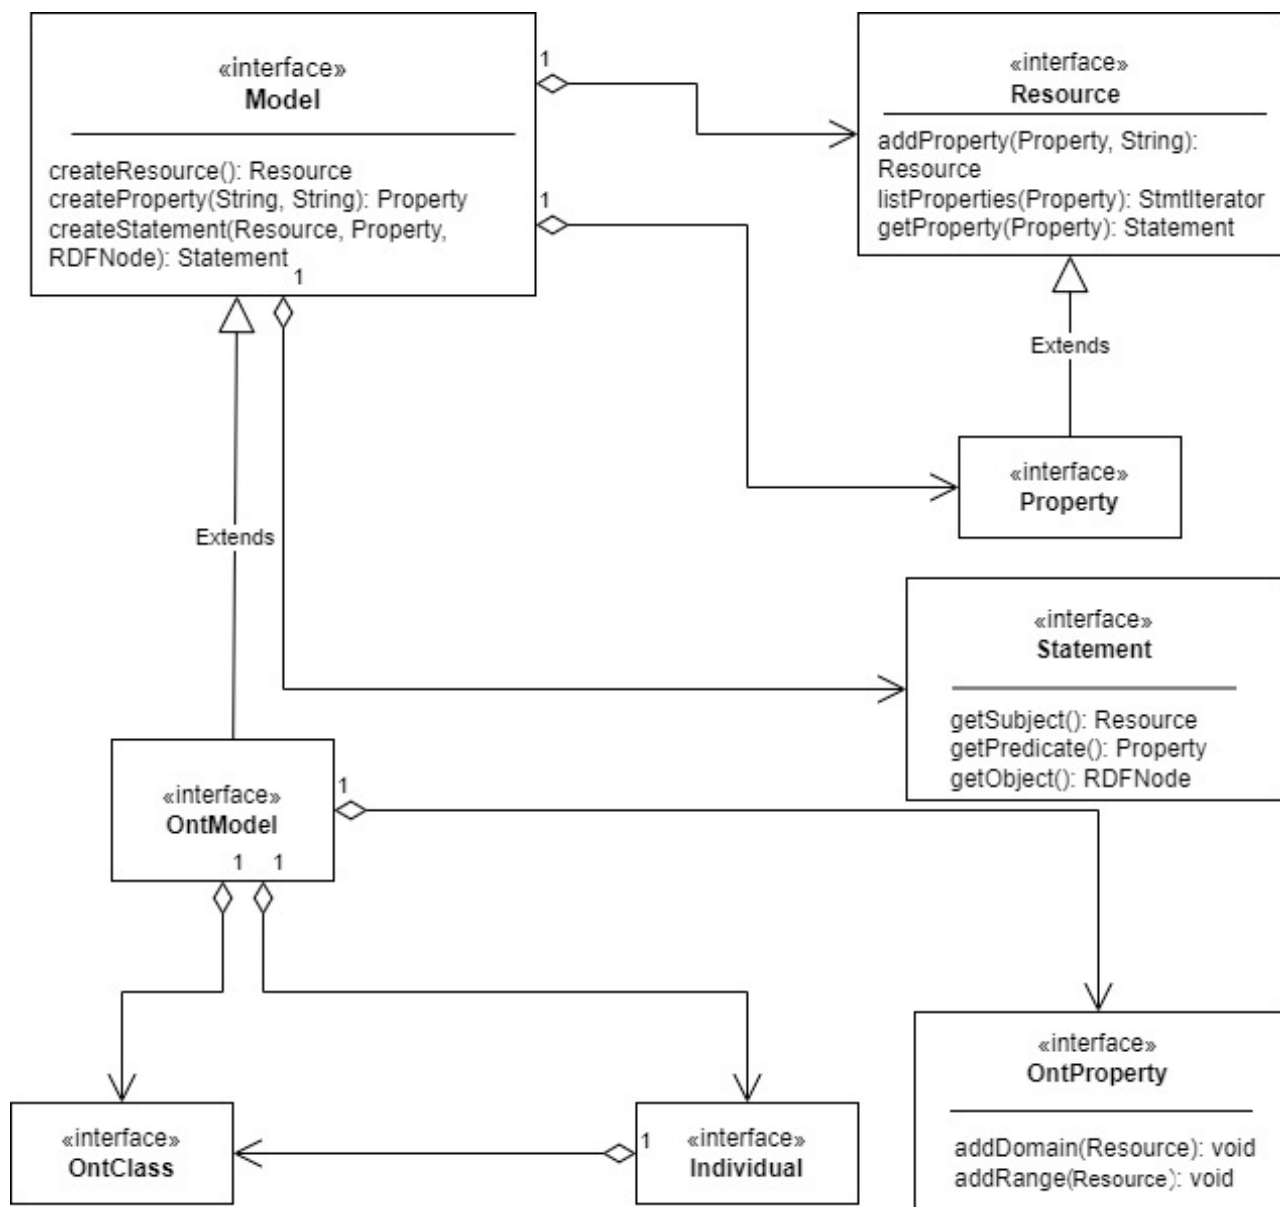 «interface»
Model
createResource(): Resource
createProperty(String, String): Property
createStatement(Resource, Property,
RDFNode): Statement
1
1
1
«interface»
Resource
addProperty(Property, String):
Resource
listProperties(Property): StmtIterator
getProperty(Property): Statement
Extends
«interface»
Property
Extends
«interface»
Statement
getSubject(): Resource
getPredicate(): Property
getObject(): RDFNode
«interface»
OntModel
1
1
1
«interface»
OntProperty
addDomain(Resource): void
addRange(Resource): void
«interface»
OntClass
1
«interface»
Individual